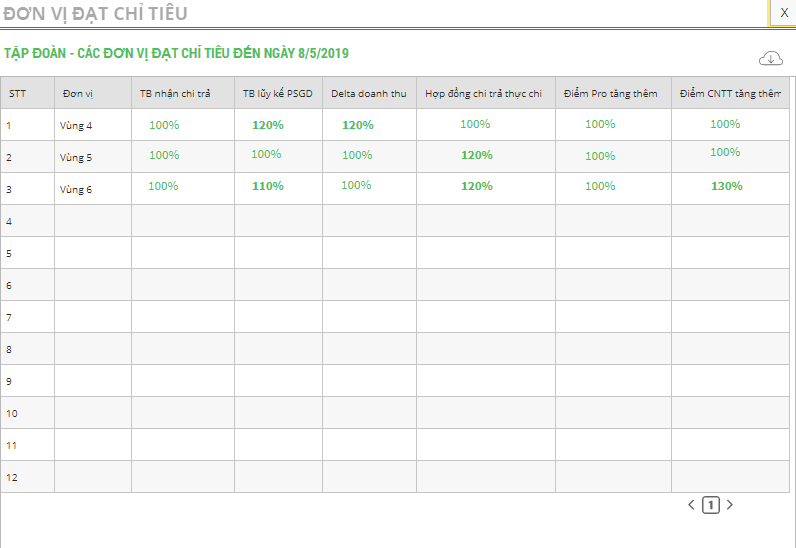 ĐƠN VỊ ĐẠT CHỈ TIÊU
X
TẬP ĐOÀN - CÁC ĐƠN VỊ ĐẠT CHỈ TIÊU ĐẾN NGÀY 8/5/2019
STT Đơn vị TB nhận chi trả TB lũy kế PSGD Delta doanh thu Hợp đồng chi trả thực chi Điểm Pro tăng thêm Điểm CNTT tăng thêm
1 Vùng 4 100% 120% 120% 100% 100% 100%
2 Vùng 5 100% 100% 100% 120% 100% 100%
3 Vùng 6 100% 110% 100% 120% 100% 130%
4
5
6
7
8
9
10
11
12
< 1 >